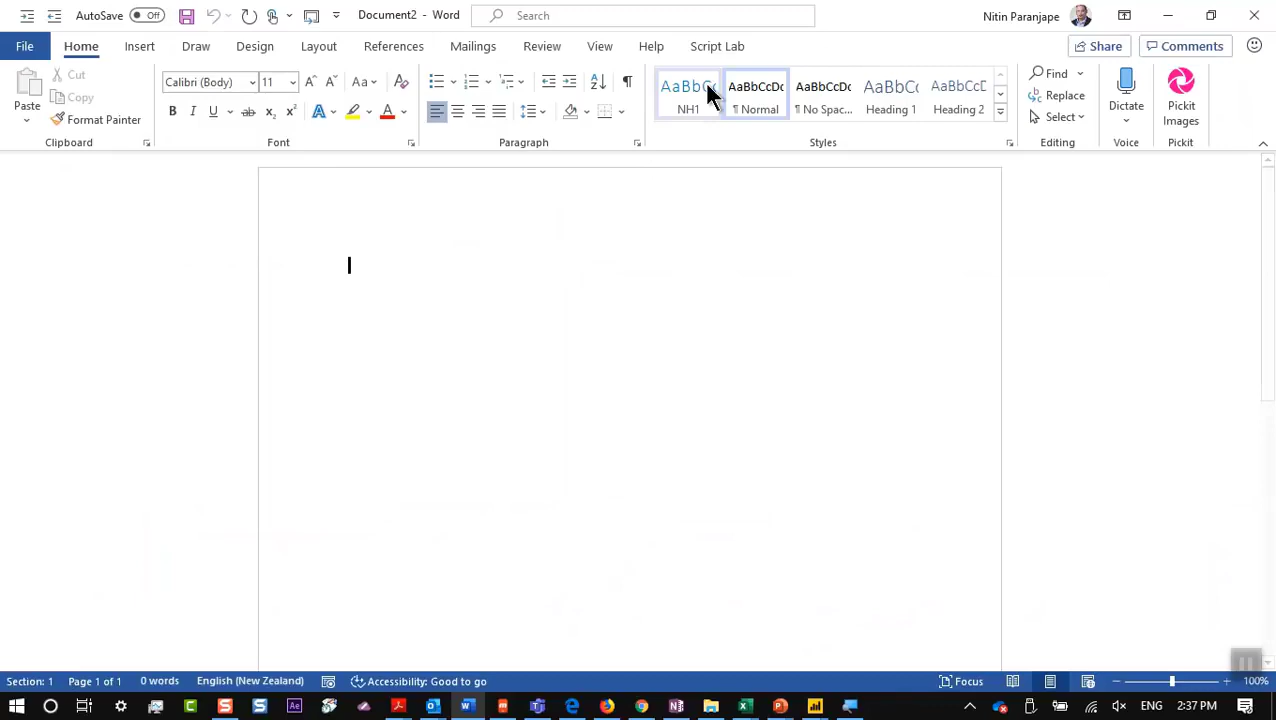 AutoSave Off Document2 - Word Search Nitin Paranjape
File Home Insert Draw Design Layout References Mailings Review View Help Script Lab Share Comments
Paste
Cut
Copy
Format Painter
Clipboard
Calibri (Body) 11
Font
Paragraph
AaBbC AaBbCcDc AaBbCcDc AaBbCc AaBbCcD
NH1 ¶ Normal ¶ No Spac... Heading 1 Heading 2
Styles
Find
Replace
Select
Editing
Dictate
Voice
Pickit
Images
Pickit
Section: 1 Page 1 of 1 0 words English (New Zealand) Accessibility: Good to go Focus 100%
2:37 PM